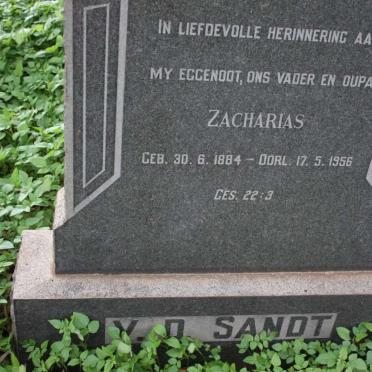 IN LIEFDEVOLLE HERINNERING AA
MY EGGENOOT, ONS VADER EN OUPA
ZACHARIAS
GEB. 30. 6. 1884 – OORL. 17. 5. 1956
GES. 22:3
V. D. SANDT